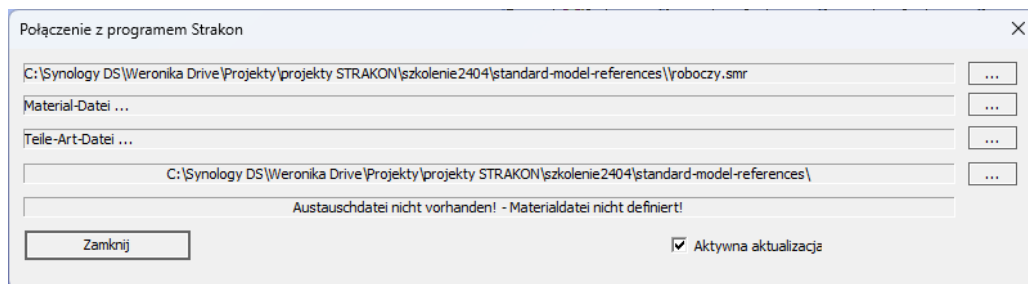 Połączenie z programem Strakon
C:\Synology DS\Weronika Drive\Projekty\projekty STRAKON\szkolenie2404\standard-model-references\\roboczy.smr
...
Material-Datei ...
...
Teile-Art-Datei ...
...
C:\Synology DS\Weronika Drive\Projekty\projekty STRAKON\szkolenie2404\standard-model-references\
...
Austauschdatei nicht vorhanden! - Materialdatei nicht definiert!
Zamknij
Aktywna aktualizacja